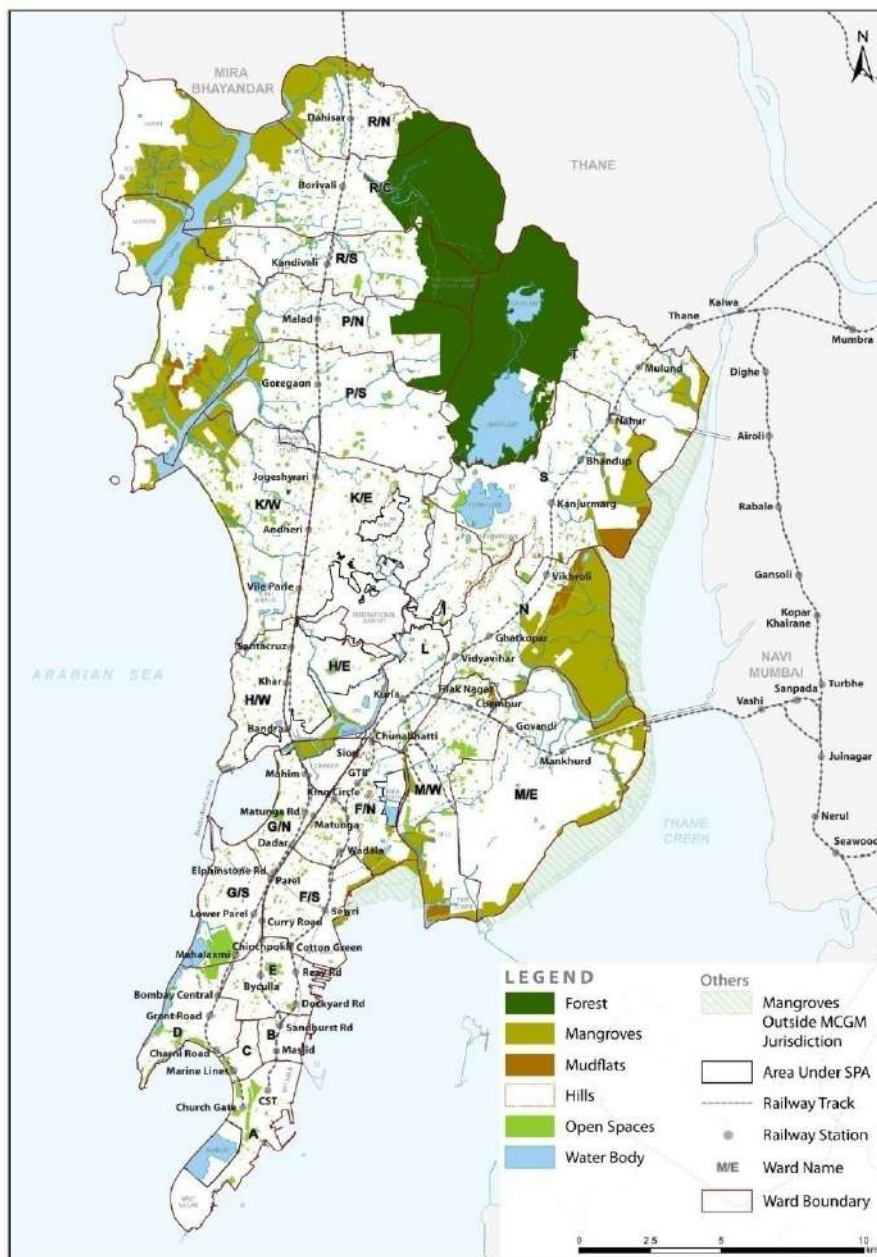 N
MIRA
BHAYANDAR
THANE
Dahisar
R/N
Borivali
R/C
Kandivali
R/S
Malad
P/N
Goregaon
P/S
Thane
Kalwa
Mumbra
Mulund
T
Dighe
Nahur
Airoli
Bhandup
S
Jogeshwari
K/E
K/W
Kanjurmarg
Rabale
Andheri
Vikhroli
Gansoli
Vile Parle
N
Kopar
Khairane
INTERNATIONAL
AIRPORT
Ghatkopar
L
Vidyavihar
Santacruz
H/E
NAVI
MUMBAI
ARABIAN SEA
Khar
H/W
Kurla
Tilak Nagar
Chembur
Turbhe
Sanpada
Vashi
Bandra
Govandi
Chunabhatti
Sion
Mankhurd
Juinagar
Mahim
GTB
King Circle
M/W
M/E
F/N
Matunga Rd
Matunga
G/N
Nerul
Dadar
Wadala
THANE
CREEK
Seawood
Elphinstone Rd
Parel
G/S
F/S
Lower Parel
Sewri
Curry Road
Chinchpokli
Cotton Green
Mahalaxmi
E
Reay Rd
Byculla
Bombay Central
Dockyard Rd
Grant Road
Sandhurst Rd
D
B
C
Masjid
Charni Road
Marine Lines
CST
Church Gate
A
LEGEND
Forest
Mangroves
Mudflats
Hills
Open Spaces
Water Body
Others
Mangroves
Outside MCGM
Jurisdiction
Area Under SPA
Railway Track
Railway Station
M/E
Ward Name
Ward Boundary
0
2.5
5
10